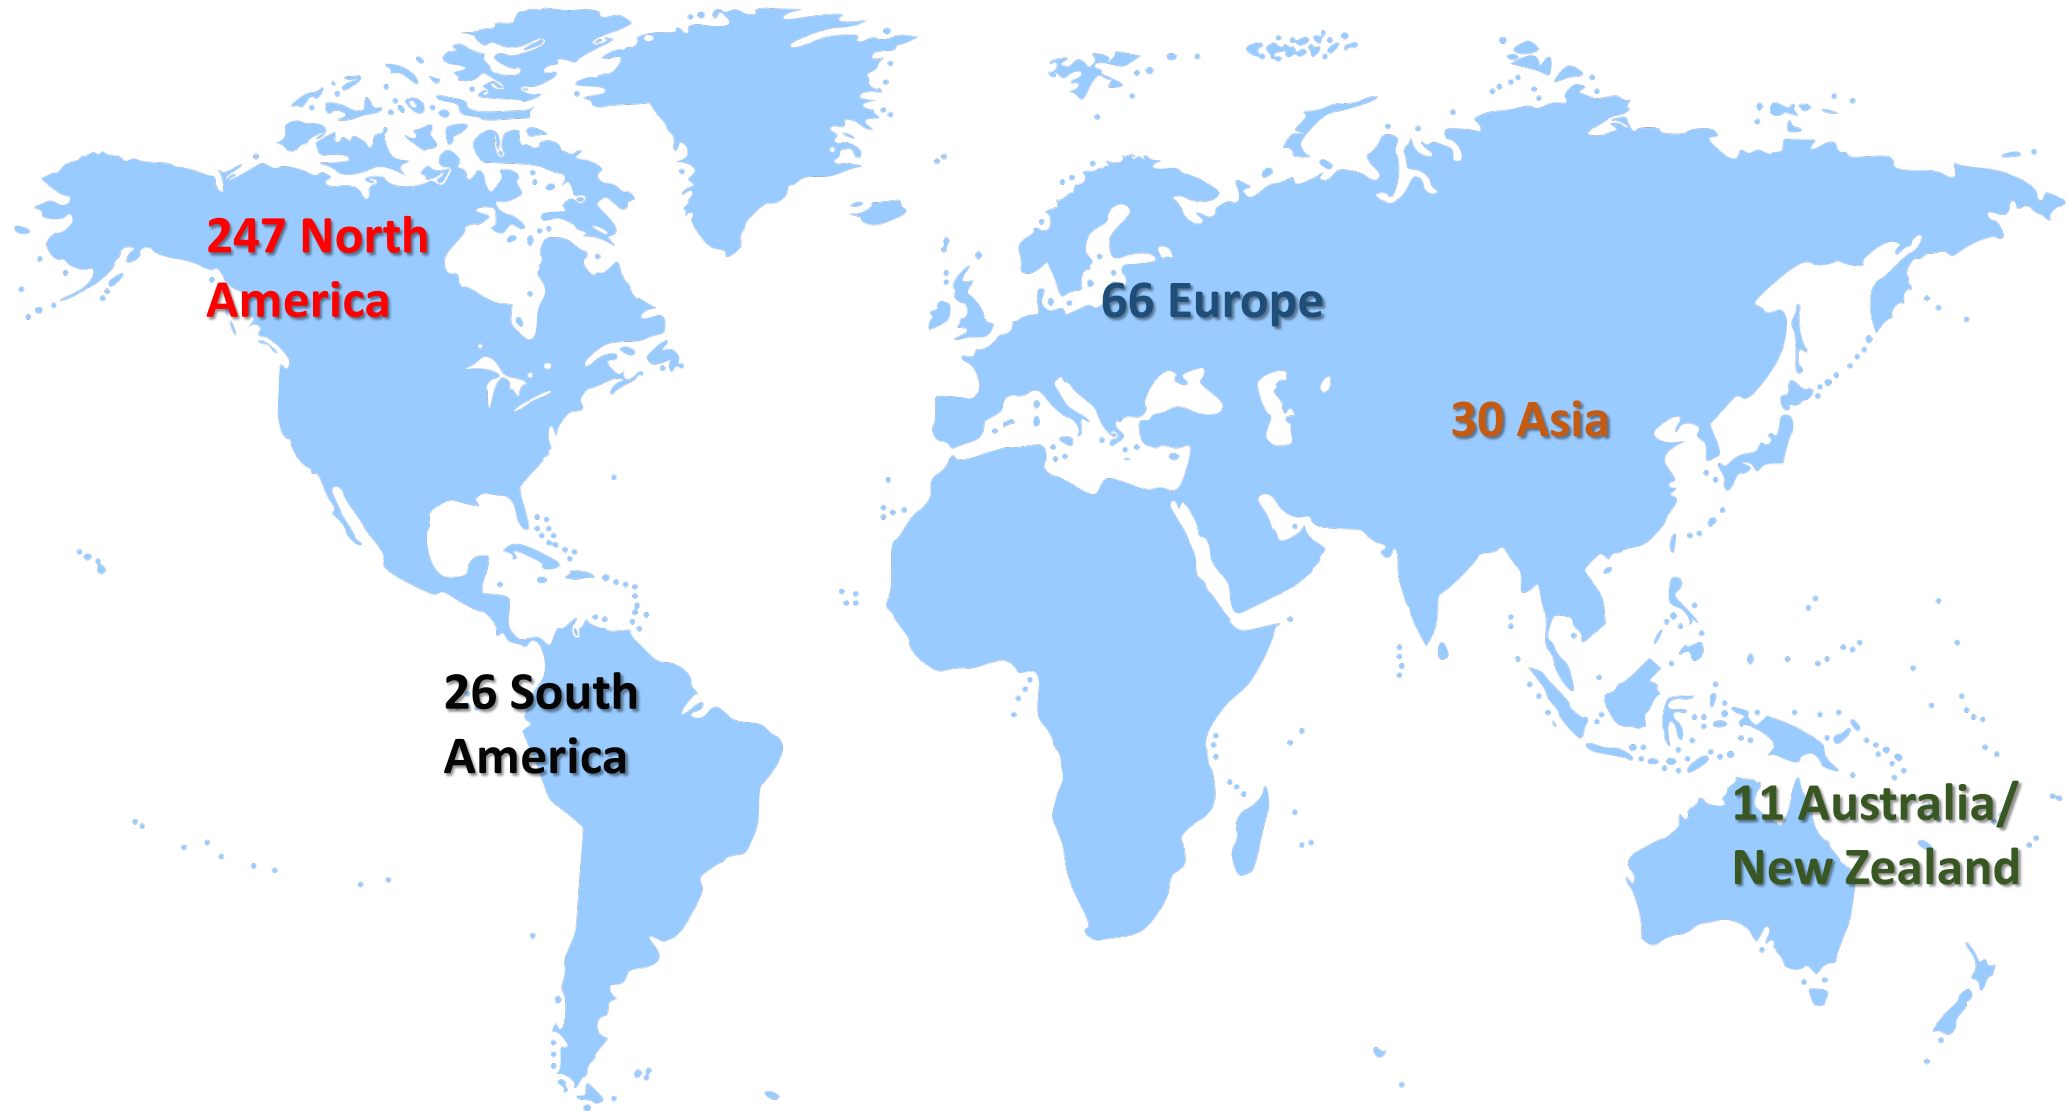 247 North
America
66 Europe
30 Asia
26 South
America
11 Australia/
New Zealand